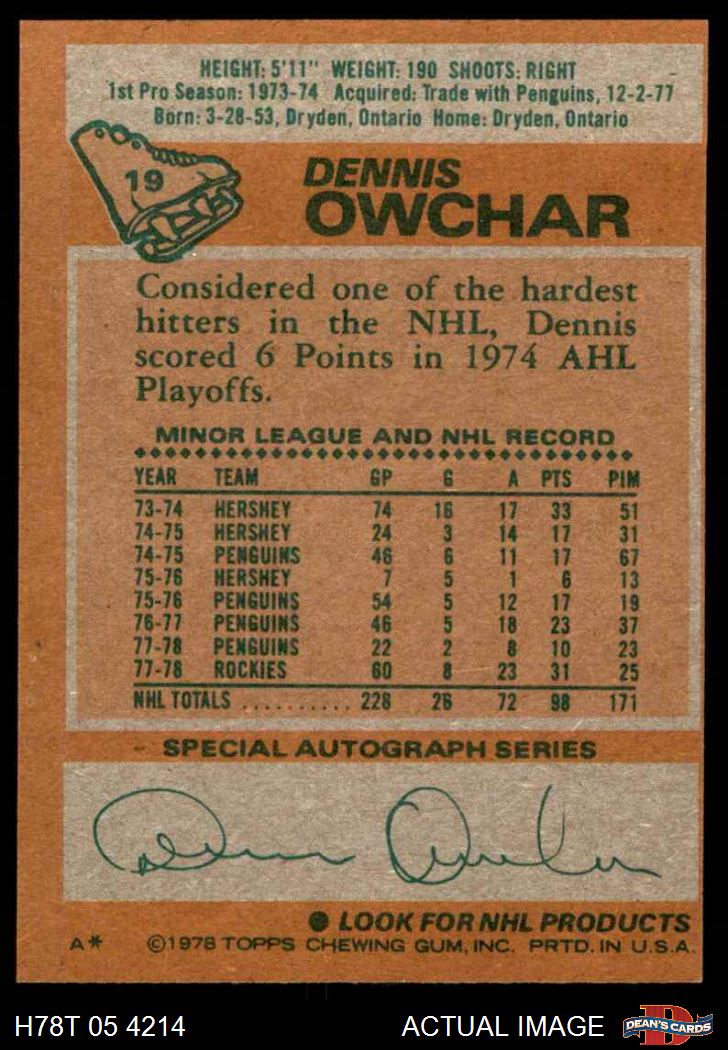 HEIGHT: 5'11" WEIGHT: 190 SHOOTS: RIGHT
1st Pro Season: 1973-74 Acquired: Trade with Penguins, 12-2-77
Born: 3-28-53, Dryden, Ontario Home: Dryden, Ontario
19
DENNIS
OWCHAR
Considered one of the hardest
hitters in the NHL, Dennis
scored 6 Points in 1974 AHL
Playoffs.
MINOR LEAGUE AND NHL RECORD
YEAR TEAM GP G A PTS PIM
73-74 HERSHEY 74 16 17 33 51
74-75 HERSHEY 24 3 14 17 31
74-75 PENGUINS 46 6 11 17 67
75-76 HERSHEY 7 5 1 6 13
75-76 PENGUINS 54 5 12 17 19
76-77 PENGUINS 46 5 18 23 37
77-78 PENGUINS 22 2 8 10 23
77-78 ROCKIES 60 8 23 31 25
NHL TOTALS .......... 228 26 72 98 171
SPECIAL AUTOGRAPH SERIES
Dennis Owchar
● LOOK FOR NHL PRODUCTS
A* ©1978 TOPPS CHEWING GUM, INC. PRTD. IN U.S.A.
H78T 05 4214 ACTUAL IMAGE D DEAN'S CARDS